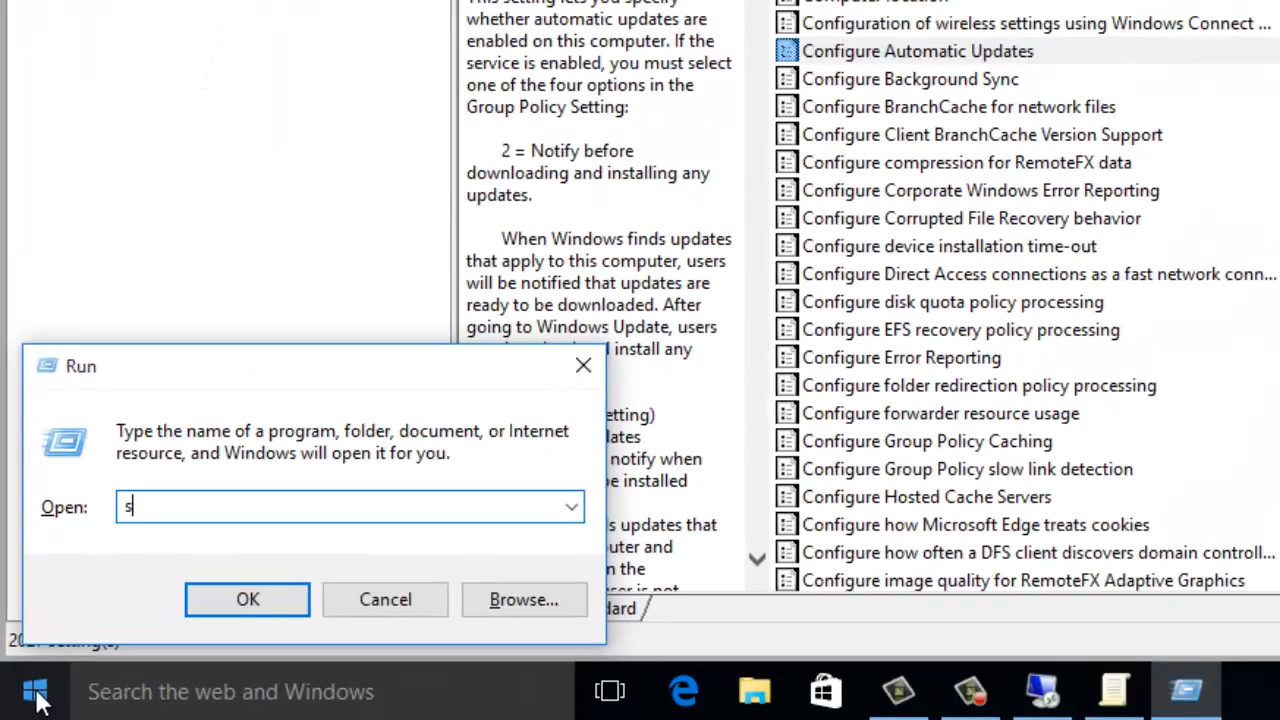 This setting lets you specify
whether automatic updates are
enabled on this computer. If the
service is enabled, you must select
one of the four options in the
Group Policy Setting:
2 = Notify before
downloading and installing any
updates.
When Windows finds updates
that apply to this computer, users
will be notified that updates are
ready to be downloaded. After
going to Windows Update, users
install any
etting)
dates
notify when
be installed
s updates that
uter and
n the
user is not
Computer location
Configuration of wireless settings using Windows Connect ...
Configure Automatic Updates
Configure Background Sync
Configure BranchCache for network files
Configure Client BranchCache Version Support
Configure compression for RemoteFX data
Configure Corporate Windows Error Reporting
Configure Corrupted File Recovery behavior
Configure device installation time-out
Configure Direct Access connections as a fast network conn...
Configure disk quota policy processing
Configure EFS recovery policy processing
Configure Error Reporting
Configure folder redirection policy processing
Configure forwarder resource usage
Configure Group Policy Caching
Configure Group Policy slow link detection
Configure Hosted Cache Servers
Configure how Microsoft Edge treats cookies
Configure how often a DFS client discovers domain controll...
Configure image quality for RemoteFX Adaptive Graphics
dard
Run
Type the name of a program, folder, document, or Internet
resource, and Windows will open it for you.
Open: s
OK Cancel Browse...
setting(s)
Search the web and Windows